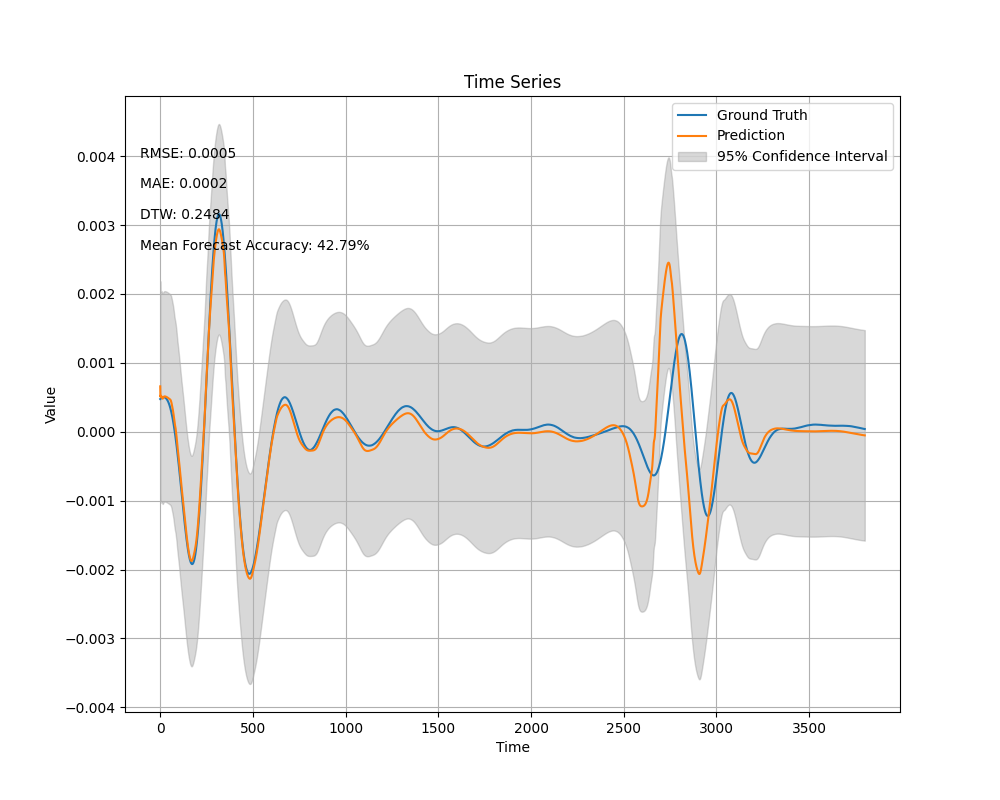 Time Series
Ground Truth
Prediction
95% Confidence Interval
RMSE: 0.0005
MAE: 0.0002
DTW: 0.2484
Mean Forecast Accuracy: 42.79%
Value
0.004
0.003
0.002
0.001
0.000
−0.001
−0.002
−0.003
−0.004
0 500 1000 1500 2000 2500 3000 3500
Time